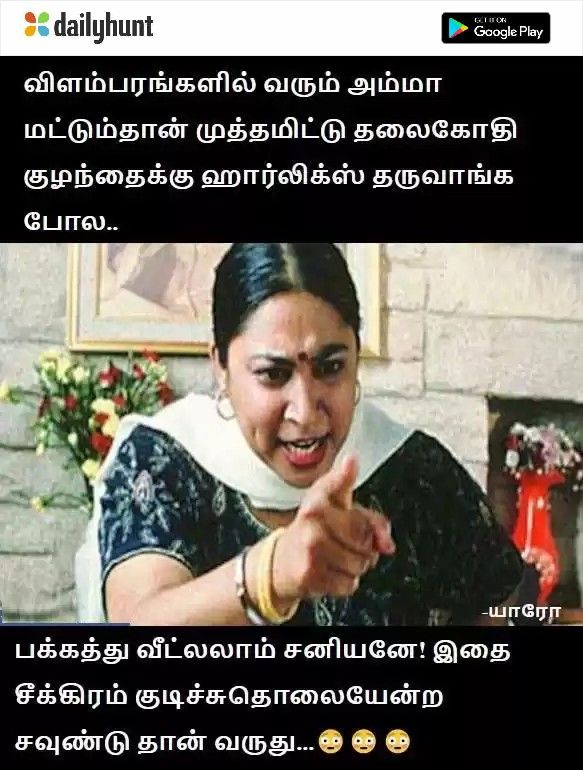 dailyhunt
GET IT ON
Google Play
விளம்பரங்களில் வரும் அம்மா
மட்டும்தான் முத்தமிட்டு தலைகோதி
குழந்தைக்கு ஹார்லிக்ஸ் தருவாங்க
போல..
-யாரோ
பக்கத்து வீட்லலாம் சனியனே! இதை
சீக்கிரம் குடிச்சுதொலையேன்ற
சவுண்டு தான் வருது...😳 😳 😳